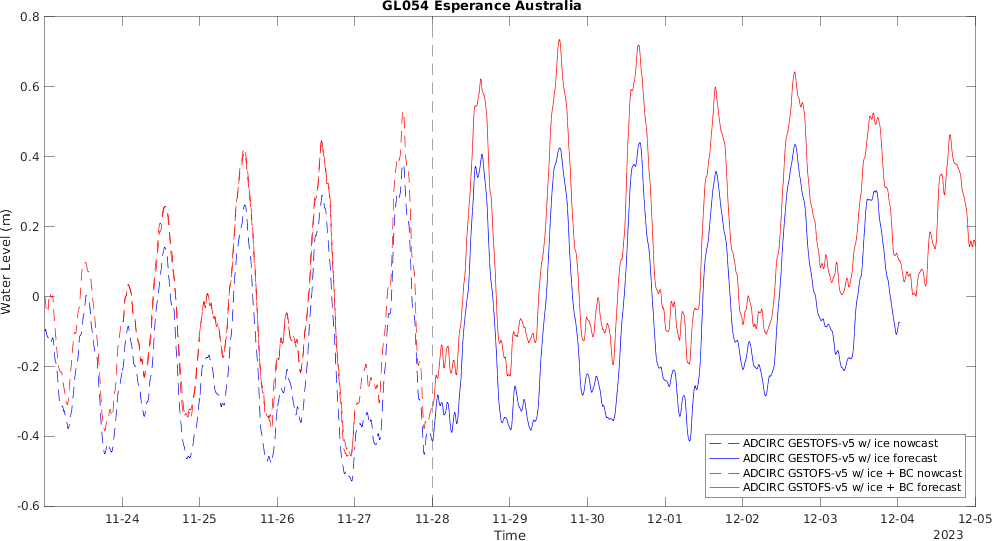 GL054 Esperance Australia
0.8
0.6
0.4
0.2
0
-0.2
-0.4
-0.6
Water Level (m)
11-24 11-25 11-26 11-27 11-28 11-29 11-30 12-01 12-02 12-03 12-04 12-05
Time
2023
ADCIRC GESTOFS-v5 w/ ice nowcast
ADCIRC GESTOFS-v5 w/ ice forecast
ADCIRC GSTOFS-v5 w/ ice + BC nowcast
ADCIRC GSTOFS-v5 w/ ice + BC forecast